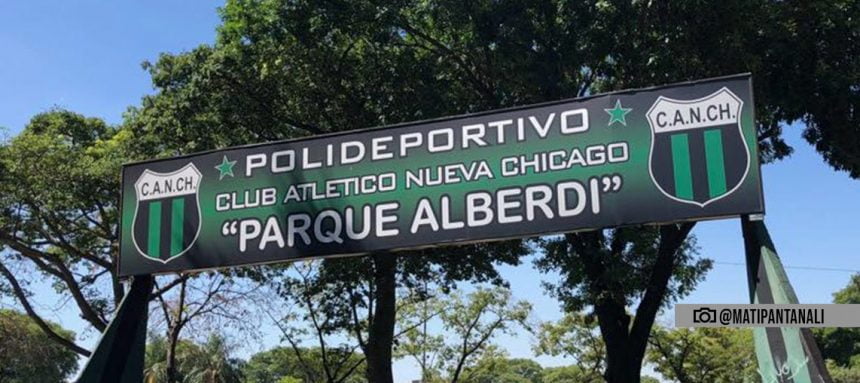 POLIDEPORTIVO
C.A.N.CH.
CLUB ATLETICO NUEVA CHICAGO
C.A.N.CH.
“PARQUE ALBERDI”
@MATIPANTANALI